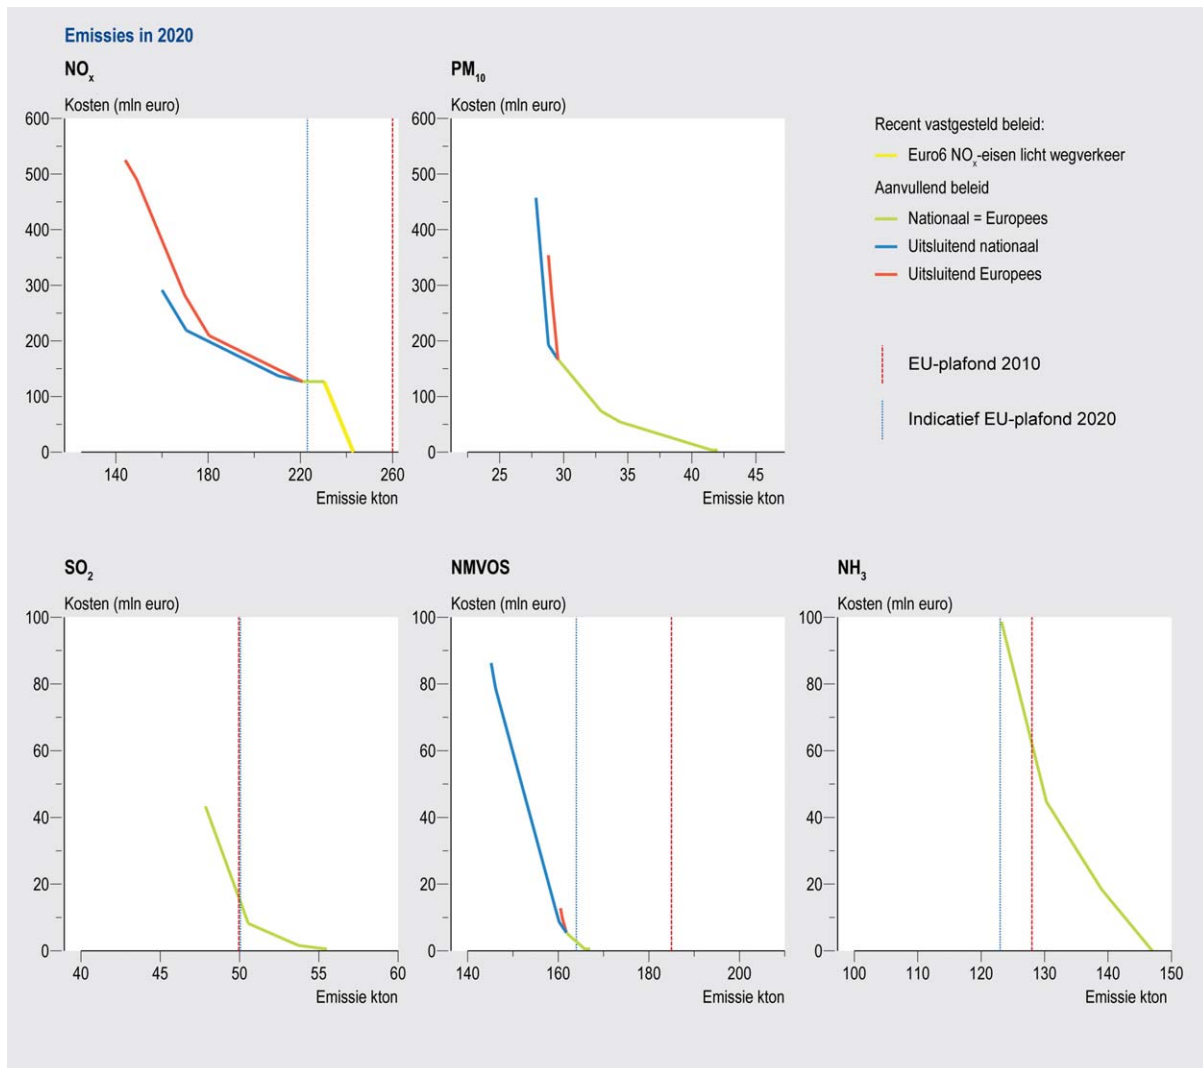 Emissies in 2020
NOₓ
Kosten (mln euro)
600
500
400
300
200
100
0
140 180 220 260
Emissie kton
PM₁₀
Kosten (mln euro)
600
500
400
300
200
100
0
25 30 35 40 45
Emissie kton
Recent vastgesteld beleid:
Euro6 NOₓ-eisen licht wegverkeer
Aanvullend beleid
Nationaal = Europees
Uitsluitend nationaal
Uitsluitend Europees
EU-plafond 2010
Indicatief EU-plafond 2020
SO₂
Kosten (mln euro)
100
80
60
40
20
0
40 45 50 55 60
Emissie kton
NMVOS
Kosten (mln euro)
100
80
60
40
20
0
140 160 180 200
Emissie kton
NH₃
Kosten (mln euro)
100
80
60
40
20
0
100 110 120 130 140 150
Emissie kton